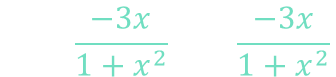 −3𝑥 / 1 + 𝑥² −3𝑥 / 1 + 𝑥²